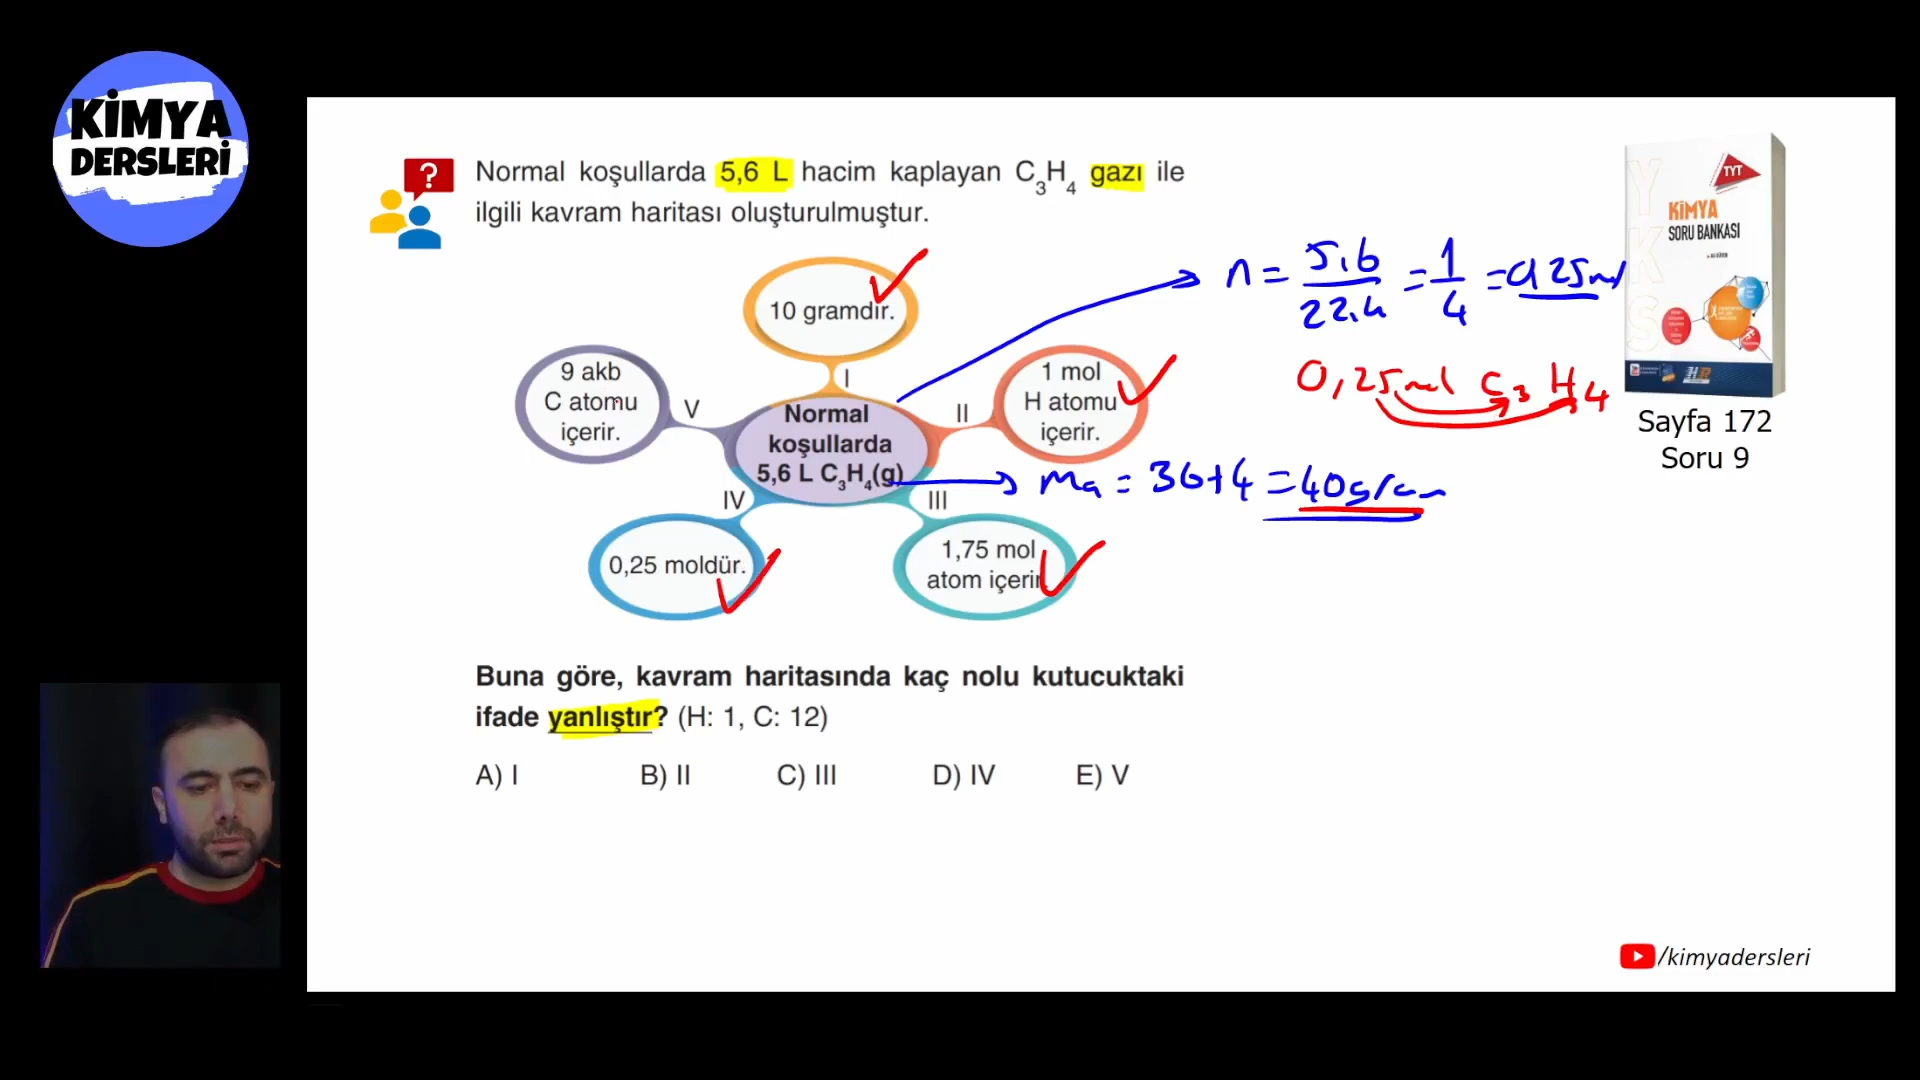 KİMYA
DERSLERİ
?
Normal koşullarda 5,6 L hacim kaplayan C₃H₄ gazı ile
ilgili kavram haritası oluşturulmuştur.
10 gramdır.
I
9 akb
C atomu
içerir.
V
1 mol
H atomu
içerir.
II
Normal
koşullarda
5,6 L C₃H₄(g)
IV
III
0,25 moldür.
1,75 mol
atom içerir
n = 5,6/22,4 = 1/4 = 0,25 mol
0,25 mol C₃H₄
Ma = 36+4 = 40 gram
YKS
TYT
KİMYA
SORU BANKASI
Sayfa 172
Soru 9
Buna göre, kavram haritasında kaç nolu kutucuktaki
ifade yanlıştır? (H: 1, C: 12)
A) I B) II C) III D) IV E) V
/kimyadersleri